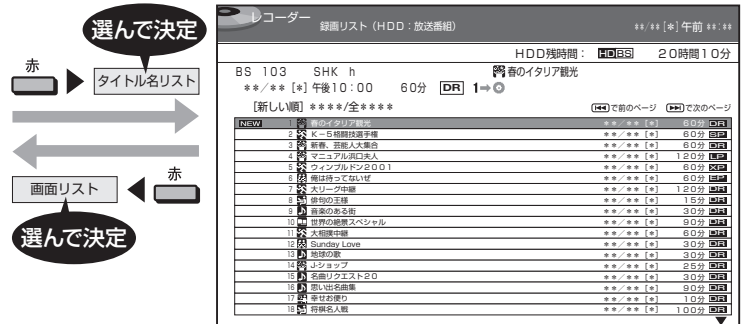 選んで決定
赤
タイトル名リスト
画面リスト
赤
選んで決定
レコーダー
録画リスト（HDD：放送番組） **/**[*]午前**:**
HDD残時間： HDBS 20時間10分
BS 103 SHK h 春のイタリア観光
**/** [*] 午後10:00 60分 DR 1⇒
[新しい順] ****/全**** (⏮)で前のページ (⏭)で次のページ
NEW 1 春のイタリア観光 **/** [*] 60分 DR
2 K－5格闘技選手権 **/** [*] 60分 SP
3 新春、芸能人大集合 **/** [*] 60分 DR
4 マニュアル浜口夫人 **/** [*] 120分 LP
5 ウィンブルドン2001 **/** [*] 60分 XP
6 俺は待ってないぜ **/** [*] 60分 EP
7 大リーグ中継 **/** [*] 120分 DR
8 俳句の王様 **/** [*] 15分 DR
9 音楽のある街 **/** [*] 30分 DR
10 世界の絶景スペシャル **/** [*] 90分 DR
11 大相撲中継 **/** [*] 60分 DR
12 Sunday Love **/** [*] 60分 DR
13 地球の歌 **/** [*] 30分 DR
14 J-ショップ **/** [*] 25分 DR
15 名曲リクエスト20 **/** [*] 30分 DR
16 思い出名曲集 **/** [*] 90分 DR
17 幸せお便り **/** [*] 10分 DR
18 将棋名人戦 **/** [*] 100分 DR